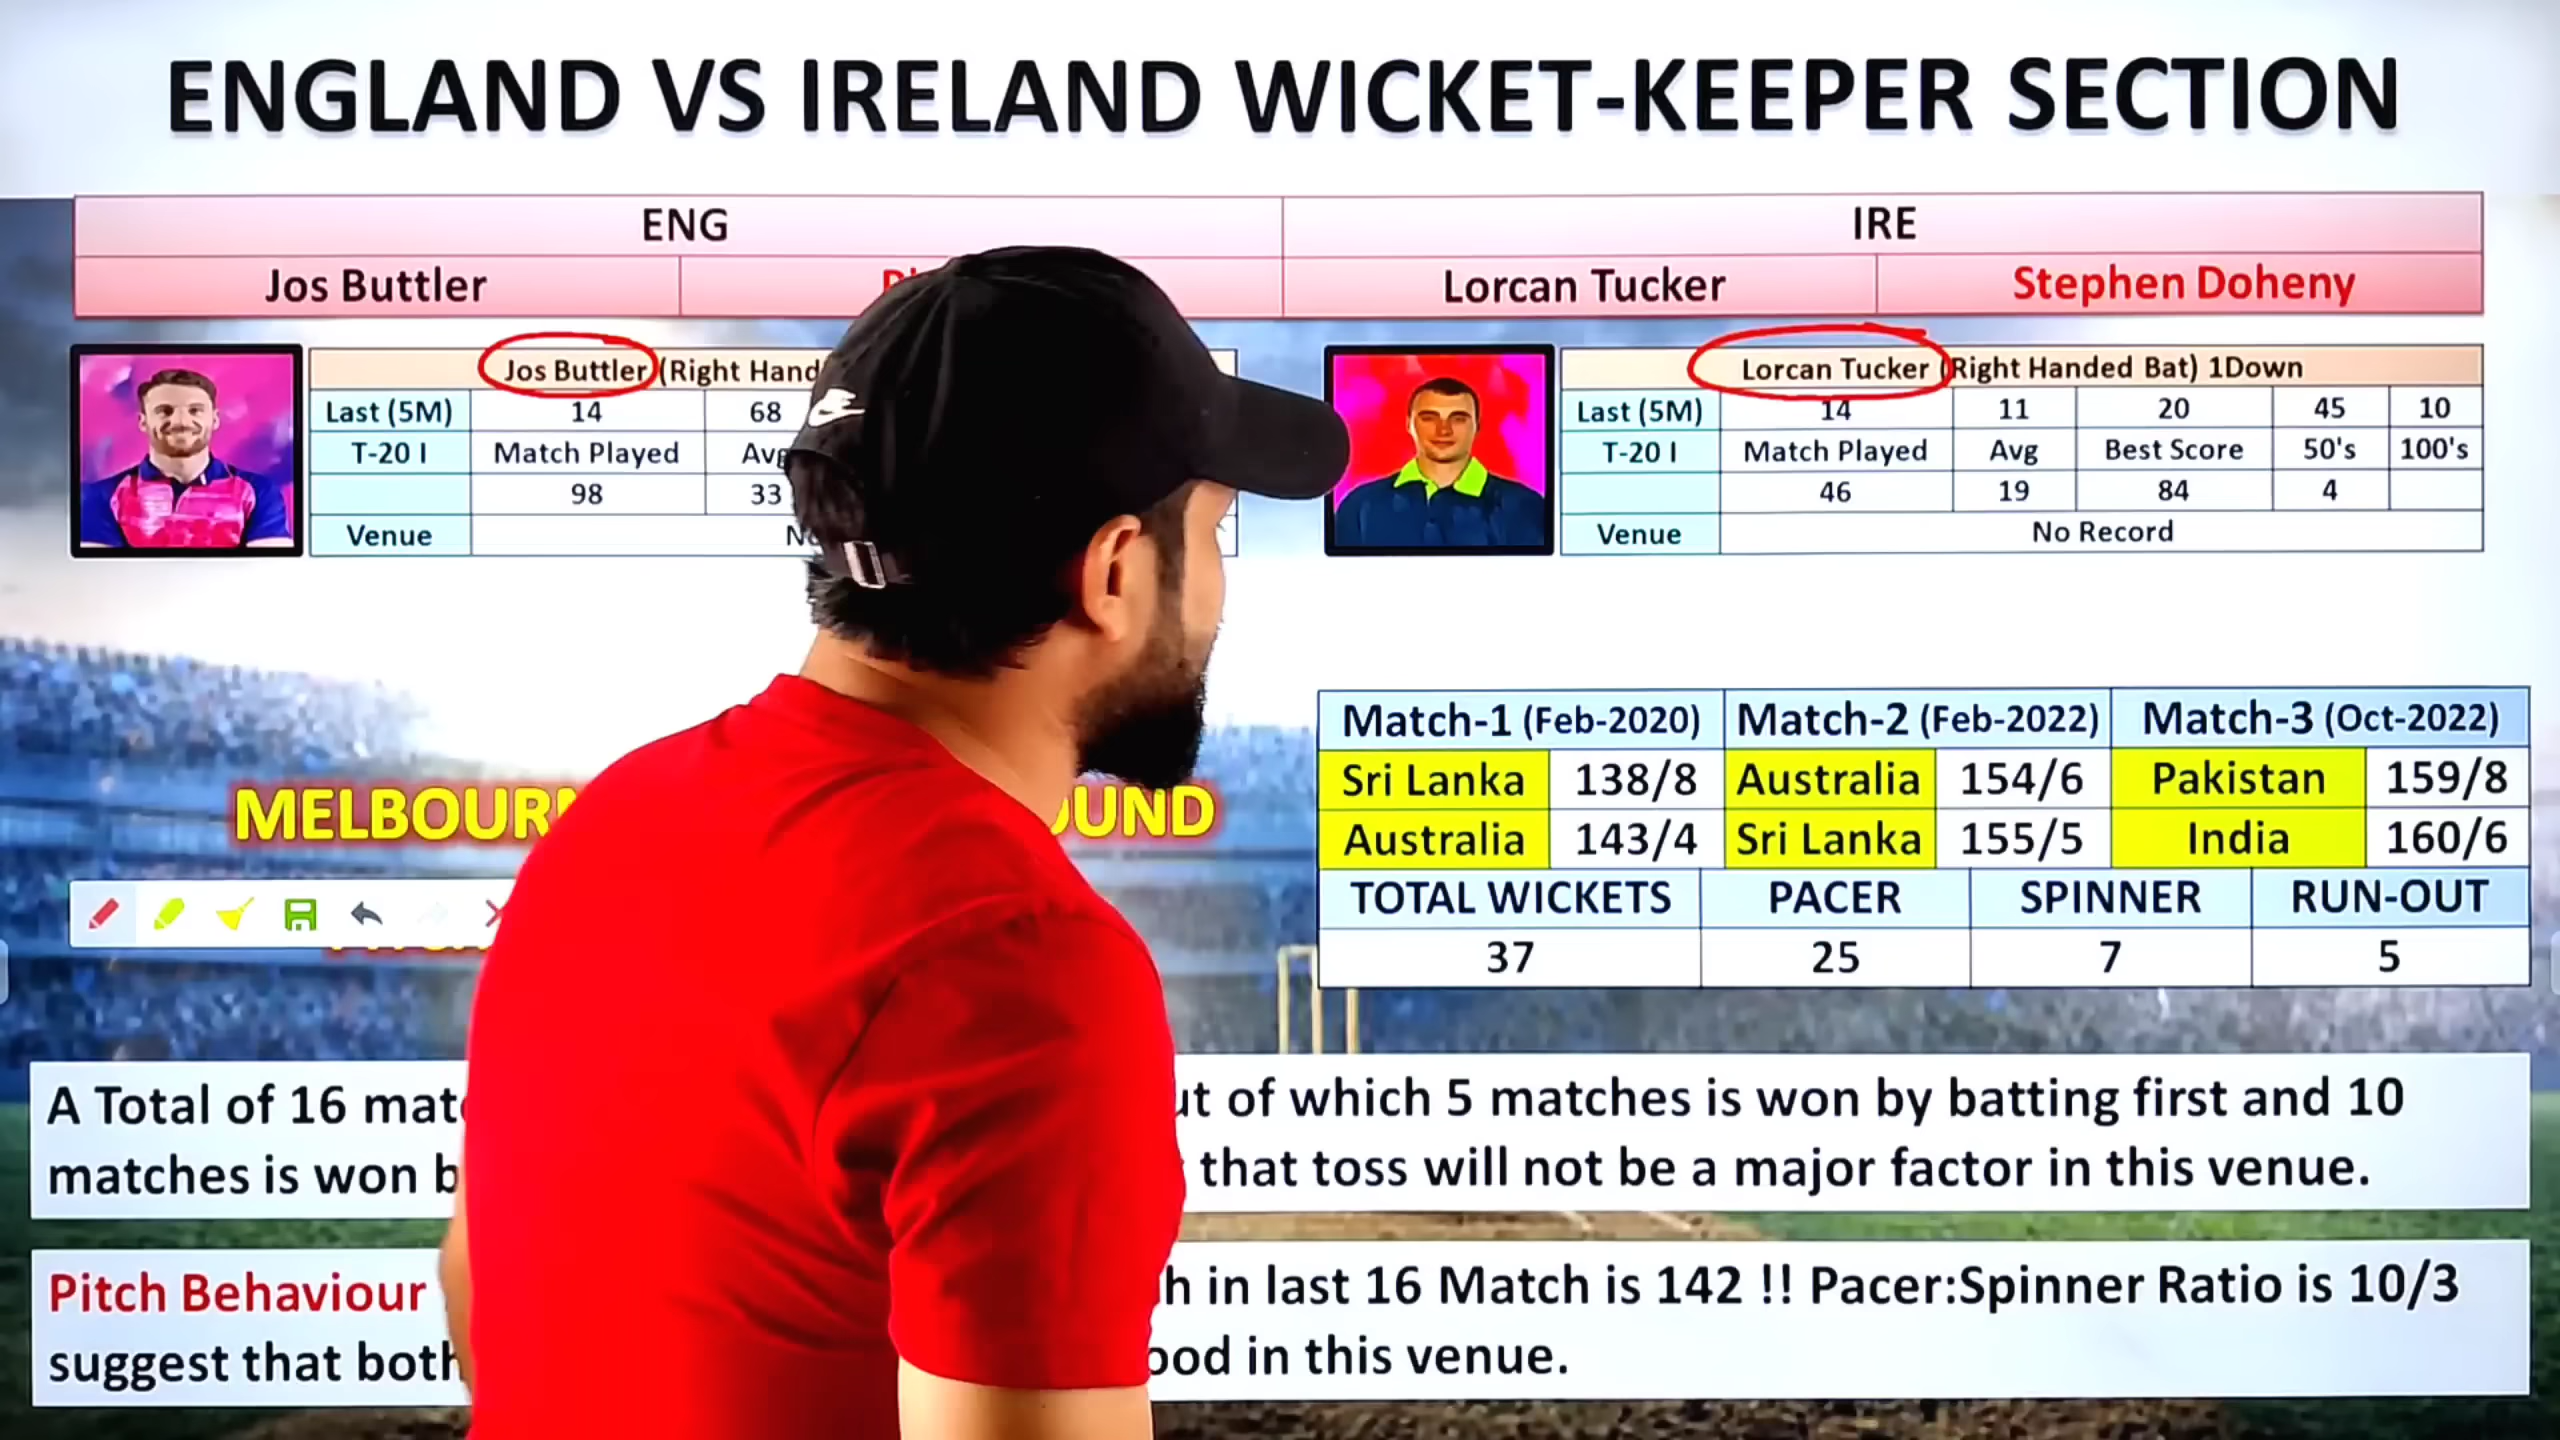 ENGLAND VS IRELAND WICKET-KEEPER SECTION
ENG IRE
Jos Buttler Lorcan Tucker Stephen Doheny
Jos Buttler (Right Hand
Last (5M) 14 68
T-20 I Match Played Avg
98 33
Venue
Lorcan Tucker (Right Handed Bat) 1Down
Last (5M) 14 11 20 45 10
T-20 I Match Played Avg Best Score 50's 100's
46 19 84 4
Venue No Record
MELBOURN UND
Match-1 (Feb-2020) Match-2 (Feb-2022) Match-3 (Oct-2022)
Sri Lanka 138/8 Australia 154/6 Pakistan 159/8
Australia 143/4 Sri Lanka 155/5 India 160/6
TOTAL WICKETS PACER SPINNER RUN-OUT
37 25 7 5
A Total of 16 mat ut of which 5 matches is won by batting first and 10
matches is won b that toss will not be a major factor in this venue.
Pitch Behaviour h in last 16 Match is 142 !! Pacer:Spinner Ratio is 10/3
suggest that both ood in this venue.